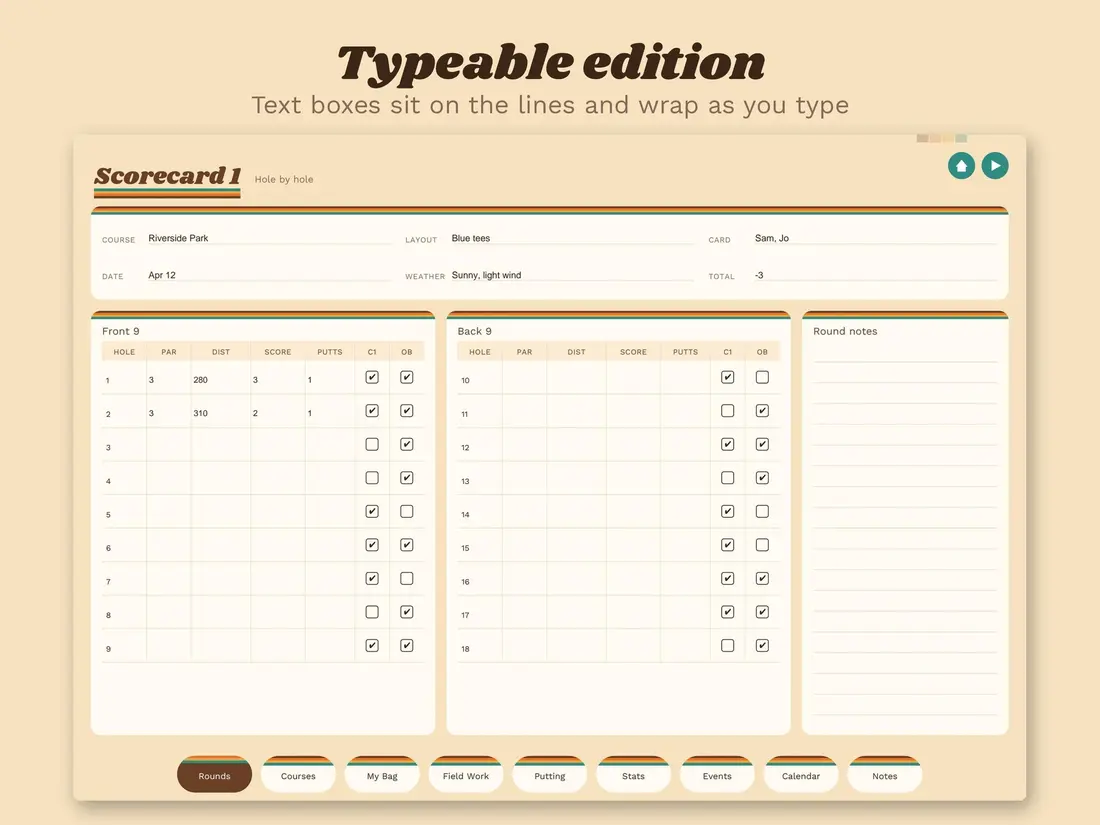 Typeable edition
Text boxes sit on the lines and wrap as you type
Scorecard 1 Hole by hole
COURSE Riverside Park LAYOUT Blue tees CARD Sam, Jo
DATE Apr 12 WEATHER Sunny, light wind TOTAL -3
Front 9
HOLE PAR DIST SCORE PUTTS C1 OB
1 3 280 3 1
2 3 310 2 1
3
4
5
6
7
8
9
Back 9
HOLE PAR DIST SCORE PUTTS C1 OB
10
11
12
13
14
15
16
17
18
Round notes
Rounds Courses My Bag Field Work Putting Stats Events Calendar Notes